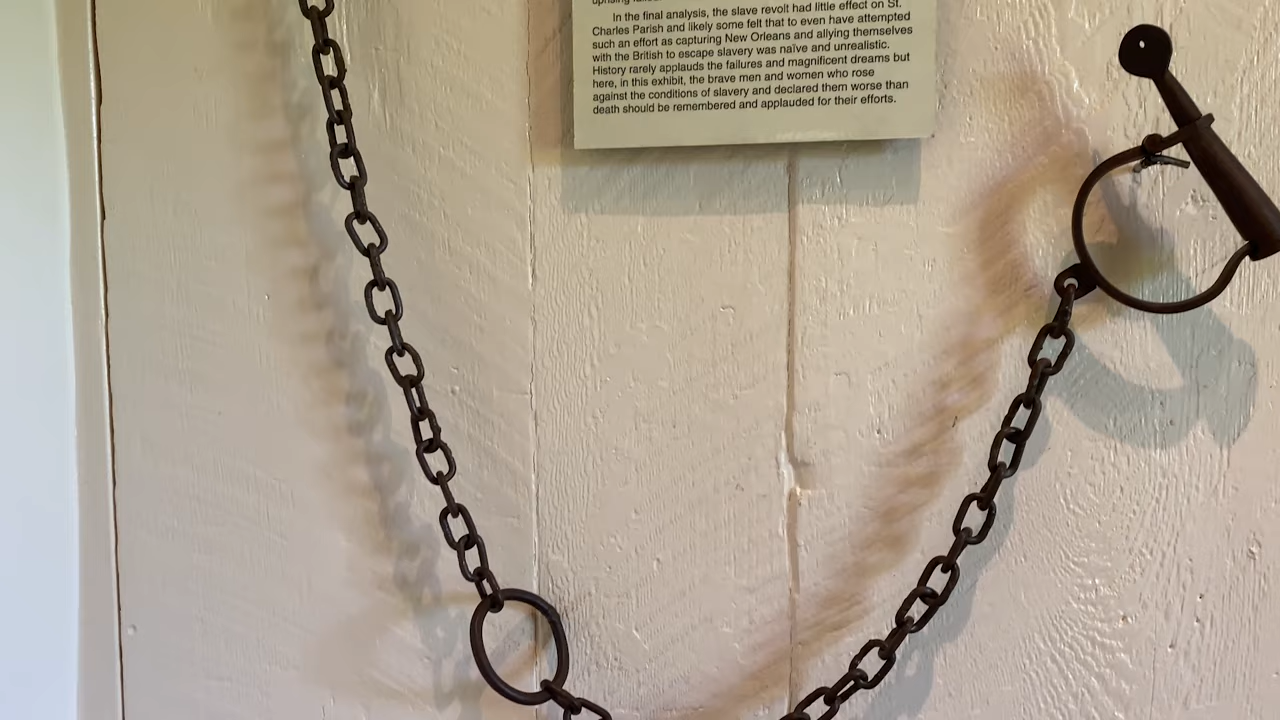 In the final analysis, the slave revolt had little effect on St.
Charles Parish and likely some felt that to even have attempted
such an effort as capturing New Orleans and allying themselves
with the British to escape slavery was naïve and unrealistic.
History rarely applauds the failures and magnificent dreams but
here, in this exhibit, the brave men and women who rose
against the conditions of slavery and declared them worse than
death should be remembered and applauded for their efforts.